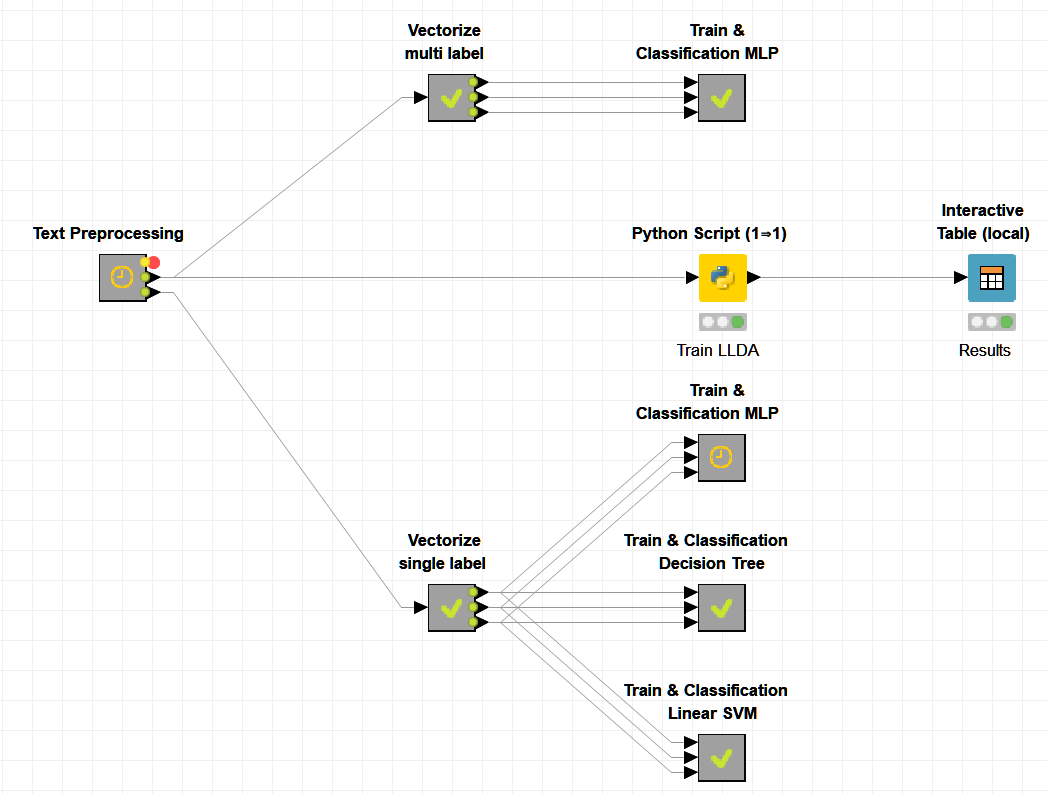 Vectorize
multi label
Train &
Classification MLP
Text Preprocessing
Python Script (1⇒1)
Interactive
Table (local)
Train LLDA
Results
Train &
Classification MLP
Vectorize
single label
Train & Classification
Decision Tree
Train & Classification
Linear SVM